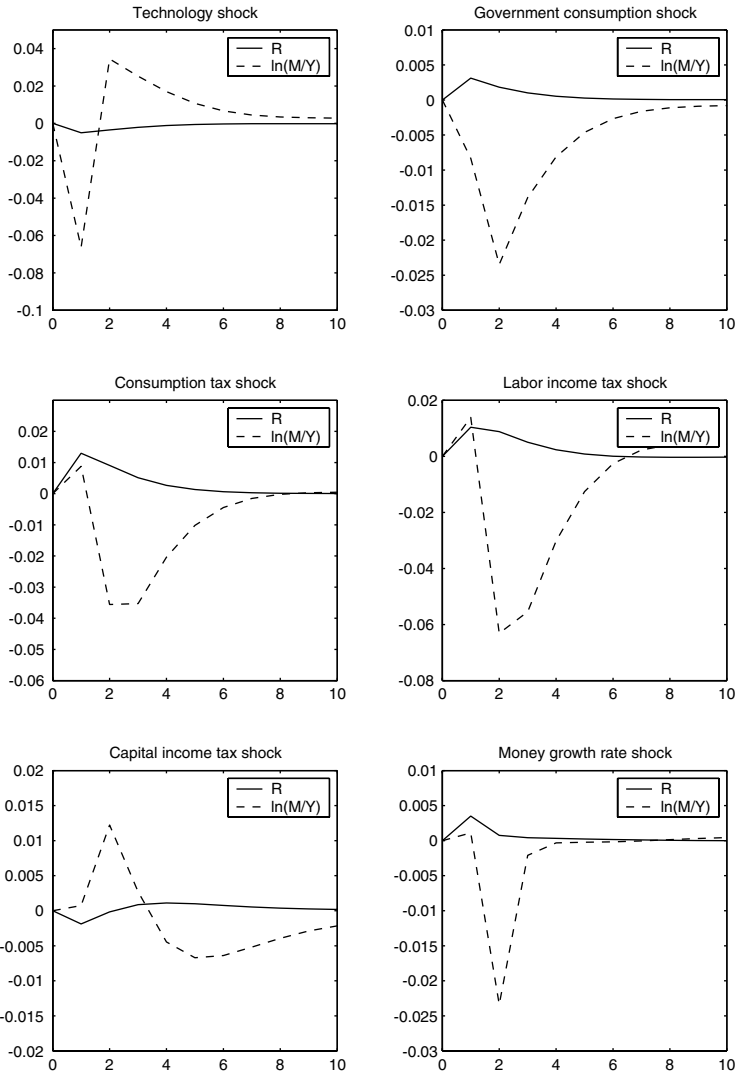 Technology shock
R
ln(M/Y)
0.04
0.02
0
-0.02
-0.04
-0.06
-0.08
-0.1
0 2 4 6 8 10
Government consumption shock
R
ln(M/Y)
0.01
0.005
0
-0.005
-0.01
-0.015
-0.02
-0.025
-0.03
0 2 4 6 8 10
Consumption tax shock
R
ln(M/Y)
0.02
0.01
0
-0.01
-0.02
-0.03
-0.04
-0.05
-0.06
0 2 4 6 8 10
Labor income tax shock
R
ln(M/Y)
0.02
0
-0.02
-0.04
-0.06
-0.08
0 2 4 6 8 10
Capital income tax shock
R
ln(M/Y)
0.02
0.015
0.01
0.005
0
-0.005
-0.01
-0.015
-0.02
0 2 4 6 8 10
Money growth rate shock
R
ln(M/Y)
0.01
0.005
0
-0.005
-0.01
-0.015
-0.02
-0.025
-0.03
0 2 4 6 8 10